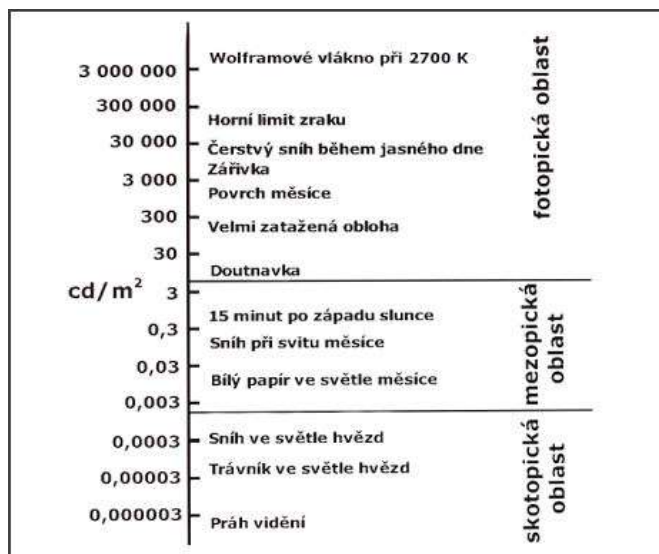 Wolframové vlákno při 2700 K
3 000 000
300 000
Horní limit zraku
30 000
Čerstvý sníh během jasného dne
Zářivka
3 000
Povrch měsíce
300
Velmi zatažená obloha
30
Doutnavka
fotopická oblast
cd/m²
3
15 minut po západu slunce
0,3
Sníh při svitu měsíce
0,03
Bílý papír ve světle měsíce
0,003
mezopická
oblast
0,0003
Sníh ve světle hvězd
Trávník ve světle hvězd
0,00003
0,000003
Práh vidění
skotopická
oblast